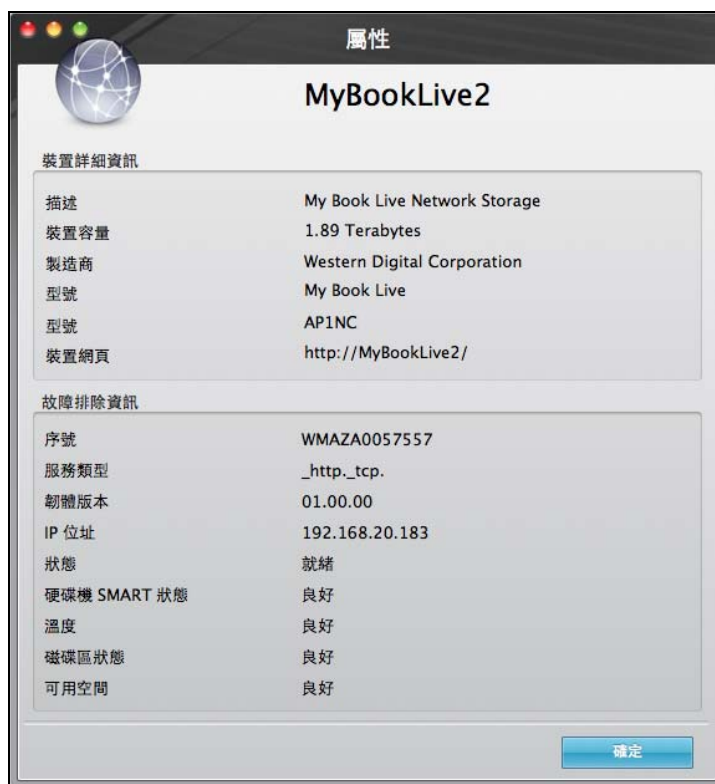 屬性
MyBookLive2
裝置詳細資訊
描述 My Book Live Network Storage
裝置容量 1.89 Terabytes
製造商 Western Digital Corporation
型號 My Book Live
型號 AP1NC
裝置網頁 http://MyBookLive2/
故障排除資訊
序號 WMAZA0057557
服務類型 _http._tcp.
韌體版本 01.00.00
IP 位址 192.168.20.183
狀態 就緒
硬碟機 SMART 狀態 良好
溫度 良好
磁碟區狀態 良好
可用空間 良好
確定